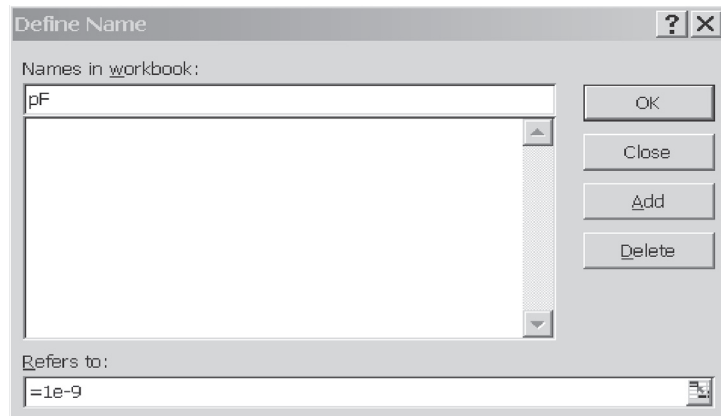 Define Name
Names in workbook:
pF
OK
Close
Add
Delete
Refers to:
=1e-9